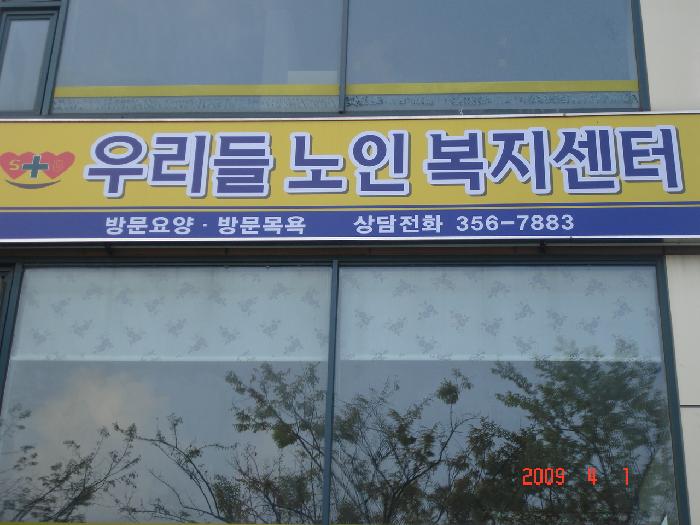 우리들 노인 복지센터
방문요양 · 방문목욕 상담전화 356-7883
2009 4 1